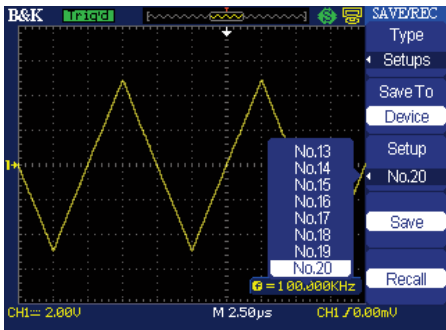 B&K Trig'd SAVE/REC
Type
Setups
Save To
Device
Setup
No.20
Save
Recall
No.13
No.14
No.15
No.16
No.17
No.18
No.19
No.20
1
= 100.000KHz
CH1 2.00V M 2.50µs CH1 0.00mV